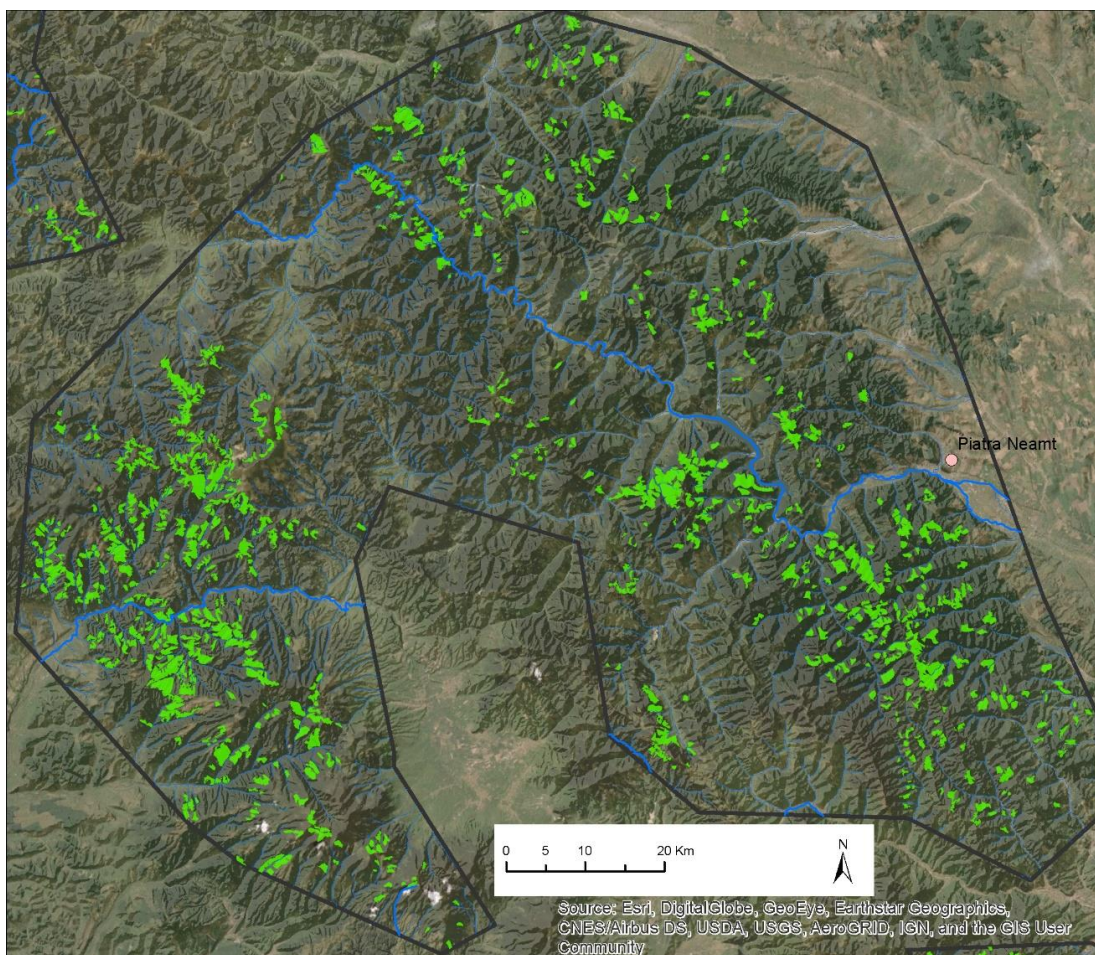 Piatra Neamt
N
0 5 10 20 Km
Source: Esri, DigitalGlobe, GeoEye, Earthstar Geographics,
CNES/Airbus DS, USDA, USGS, AeroGRID, IGN, and the GIS User
Community